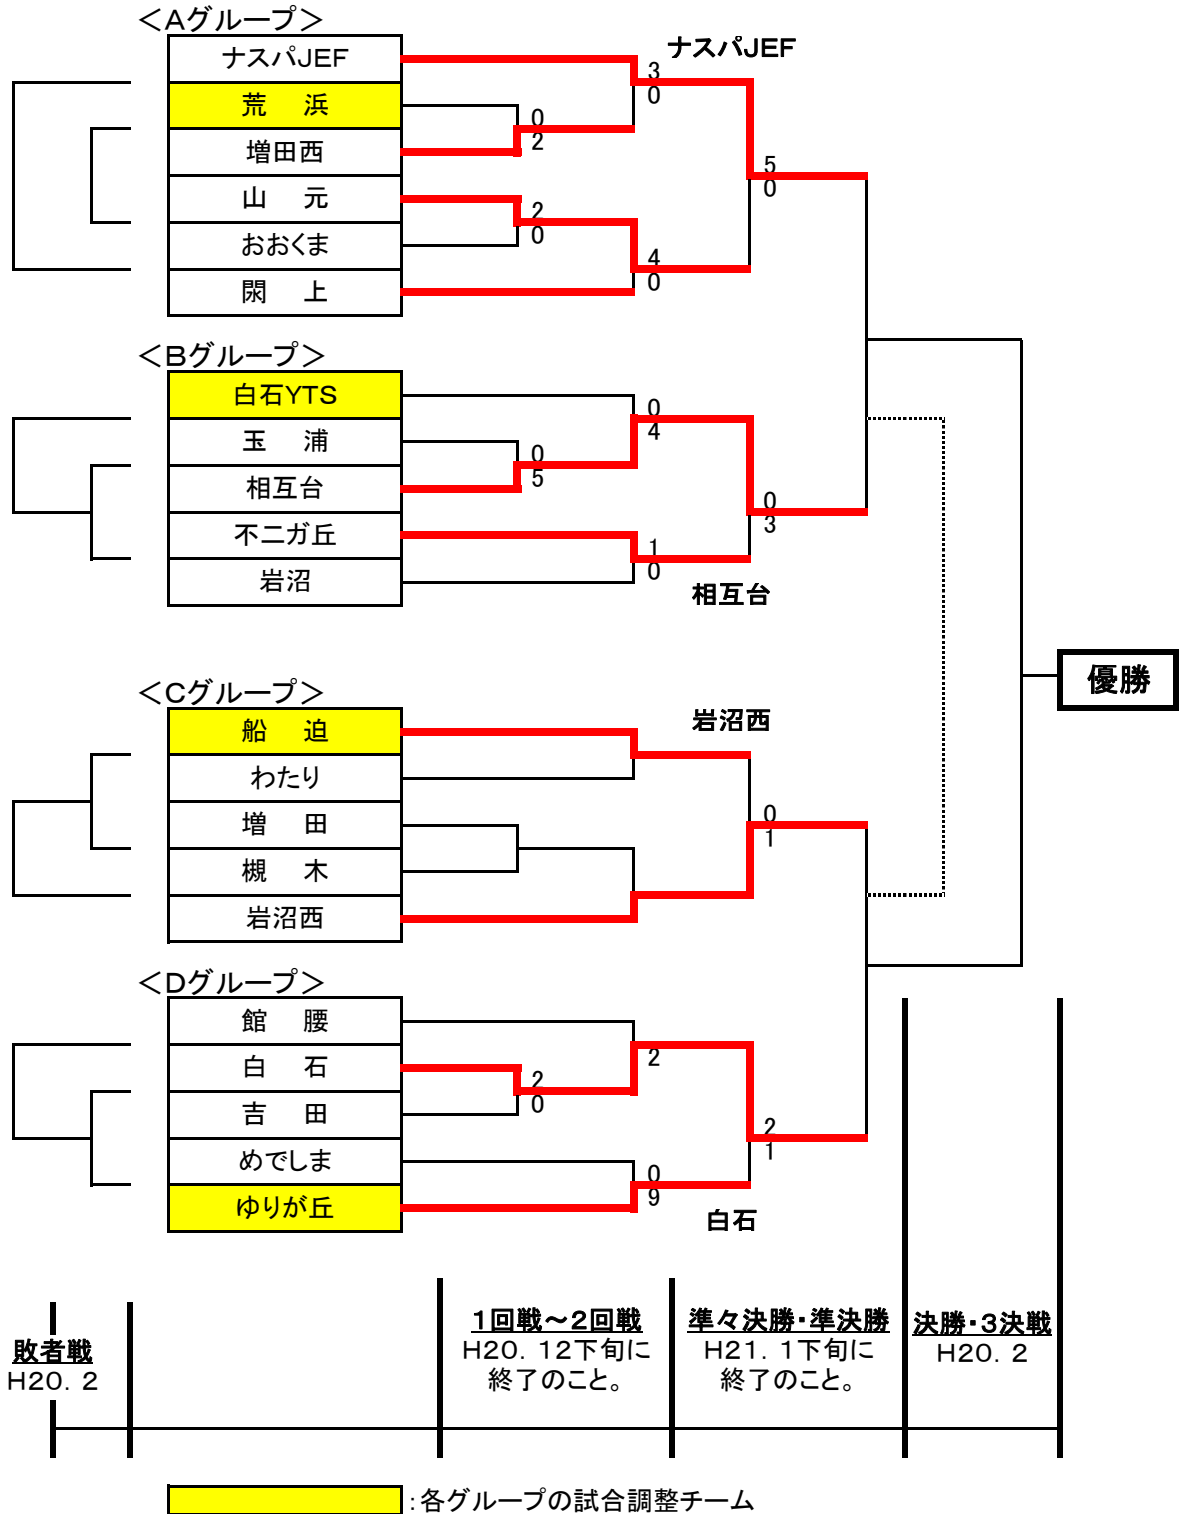 ＜Aグループ＞
ナスパJEF
荒　浜
増田西
山　元
おおくま
閖　上
ナスパJEF
3
0
0
2
2
0
4
0
5
0
＜Bグループ＞
白石YTS
玉　浦
相互台
不二ガ丘
岩沼
0
4
0
5
1
0
0
3
相互台
優勝
＜Cグループ＞
船　迫
わたり
増　田
槻　木
岩沼西
岩沼西
0
1
＜Dグループ＞
館　腰
白　石
吉　田
めでしま
ゆりが丘
2
2
0
0
9
2
1
白石
敗者戦
H20．2
1回戦～2回戦
H20．12下旬に
終了のこと。
準々決勝・準決勝
H21．1下旬に
終了のこと。
決勝・3決戦
H20．2
：各グループの試合調整チーム